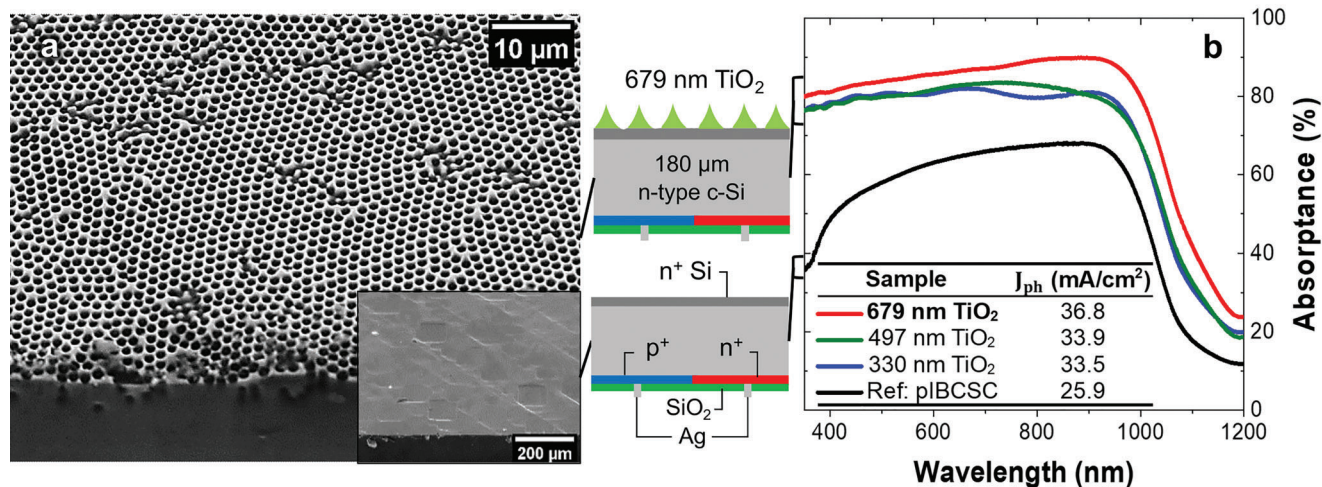 a
10 µm
200 µm
679 nm TiO₂
180 µm
n-type c-Si
n⁺ Si
p⁺
n⁺
SiO₂
Ag
b
100
80
60
40
20
0
Absorptance (%)
400
600
800
1000
1200
Wavelength (nm)
Sample Jₚₕ (mA/cm²)
679 nm TiO₂ 36.8
497 nm TiO₂ 33.9
330 nm TiO₂ 33.5
Ref: pIBCSC 25.9